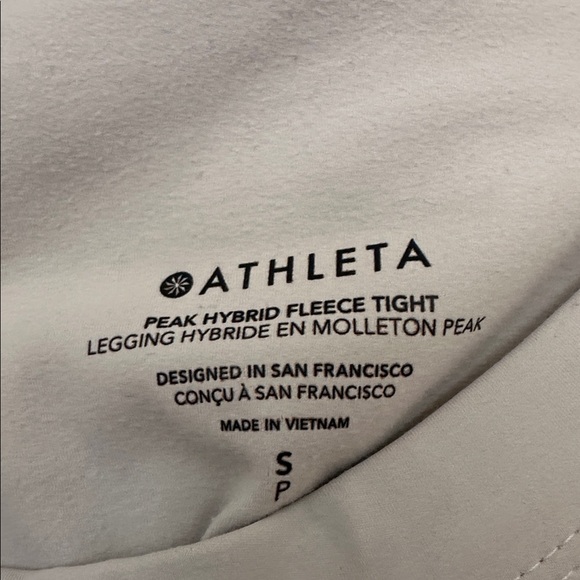 ATHLETA
PEAK HYBRID FLEECE TIGHT
LEGGING HYBRIDE EN MOLLETON PEAK
DESIGNED IN SAN FRANCISCO
CONÇU À SAN FRANCISCO
MADE IN VIETNAM
S
P